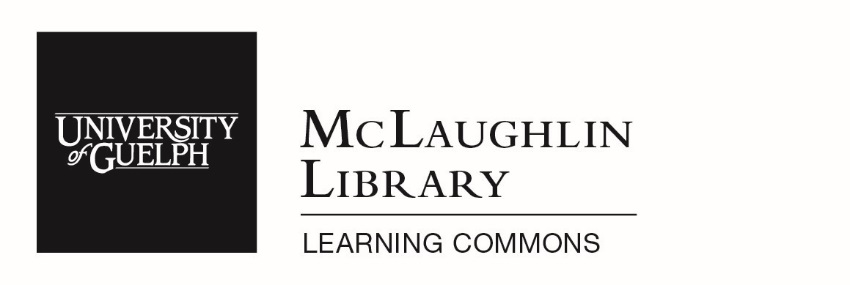 UNIVERSITY
of GUELPH
MCLAUGHLIN
LIBRARY
LEARNING COMMONS